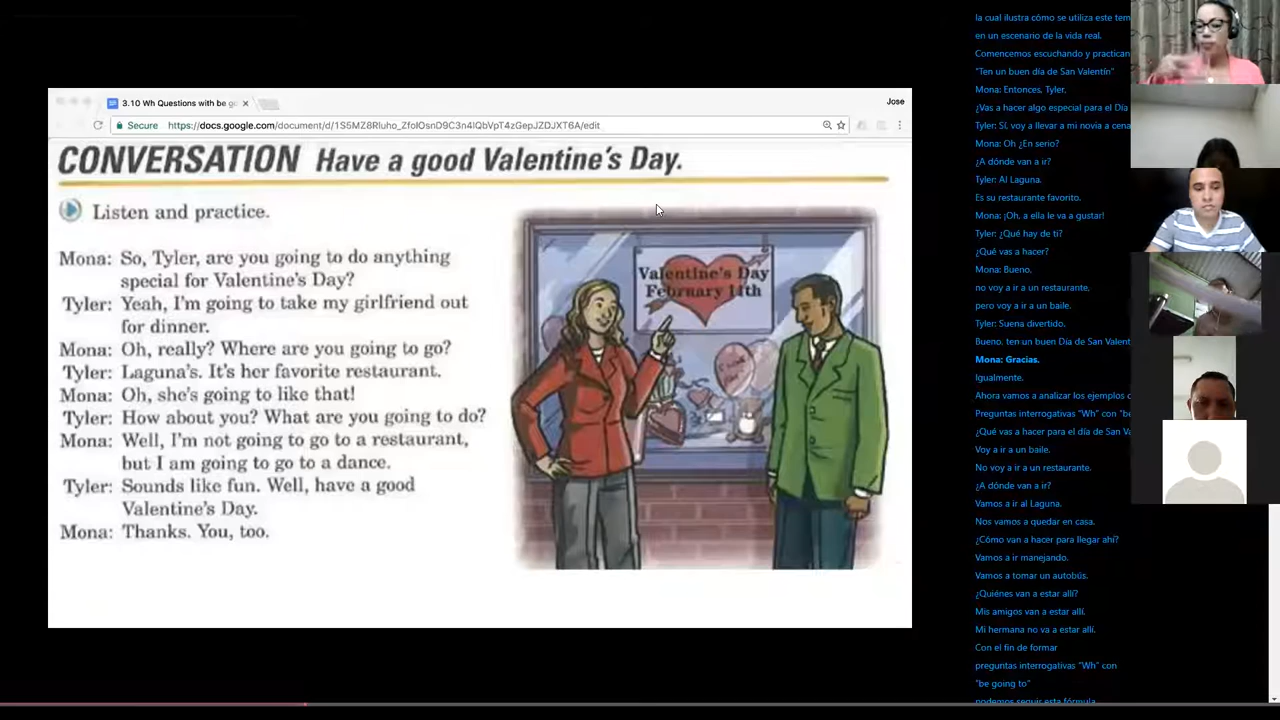 3.10 Wh Questions with be g
Jose
Secure
https://docs.google.com/document/d/1S5MZ8Rluho_ZfolOsnD9C3n4lQbVpT4zGepJZDJXT6A/edit
CONVERSATION Have a good Valentine's Day.
Listen and practice.
Mona: So, Tyler, are you going to do anything
special for Valentine's Day?
Tyler: Yeah, I'm going to take my girlfriend out
for dinner.
Mona: Oh, really? Where are you going to go?
Tyler: Laguna's. It's her favorite restaurant.
Mona: Oh, she's going to like that!
Tyler: How about you? What are you going to do?
Mona: Well, I'm not going to go to a restaurant,
but I am going to go to a dance.
Tyler: Sounds like fun. Well, have a good
Valentine's Day.
Mona: Thanks. You, too.
Valentine's Day
February 14th
la cual ilustra cómo se utiliza este tem
en un escenario de la vida real.
Comencemos escuchando y practican
"Ten un buen día de San Valentín"
Mona: Entonces, Tyler,
¿Vas a hacer algo especial para el Día
Tyler: Sí, voy a llevar a mi novia a cena
Mona: Oh ¿En serio?
¿A dónde van a ir?
Tyler: Al Laguna.
Es su restaurante favorito.
Mona: ¡Oh, a ella le va a gustar!
Tyler: ¿Qué hay de ti?
¿Qué vas a hacer?
Mona: Bueno,
no voy a ir a un restaurante,
pero voy a ir a un baile.
Tyler: Suena divertido.
Bueno, ten un buen Día de San Valent
Mona: Gracias.
Igualmente.
Ahora vamos a analizar los ejemplos
Preguntas interrogativas "Wh" con "be
¿Qué vas a hacer para el día de San Va
Voy a ir a un baile.
No voy a ir a un restaurante.
¿A dónde van a ir?
Vamos a ir al Laguna.
Nos vamos a quedar en casa.
¿Cómo van a hacer para llegar ahí?
Vamos a ir manejando.
Vamos a tomar un autobús.
¿Quiénes van a estar allí?
Mis amigos van a estar allí.
Mi hermana no va a estar allí.
Con el fin de formar
preguntas interrogativas "Wh" con
"be going to"
podemos seguir esta fórmula